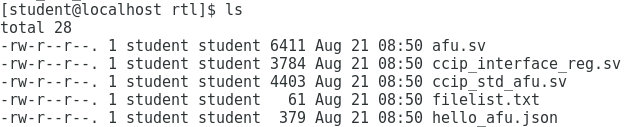 [student@localhost rtl]$ ls
total 28
-rw-r--r--. 1 student student 6411 Aug 21 08:50 afu.sv
-rw-r--r--. 1 student student 3784 Aug 21 08:50 ccip_interface_reg.sv
-rw-r--r--. 1 student student 4403 Aug 21 08:50 ccip_std_afu.sv
-rw-r--r--. 1 student student   61 Aug 21 08:50 filelist.txt
-rw-r--r--. 1 student student  379 Aug 21 08:50 hello_afu.json